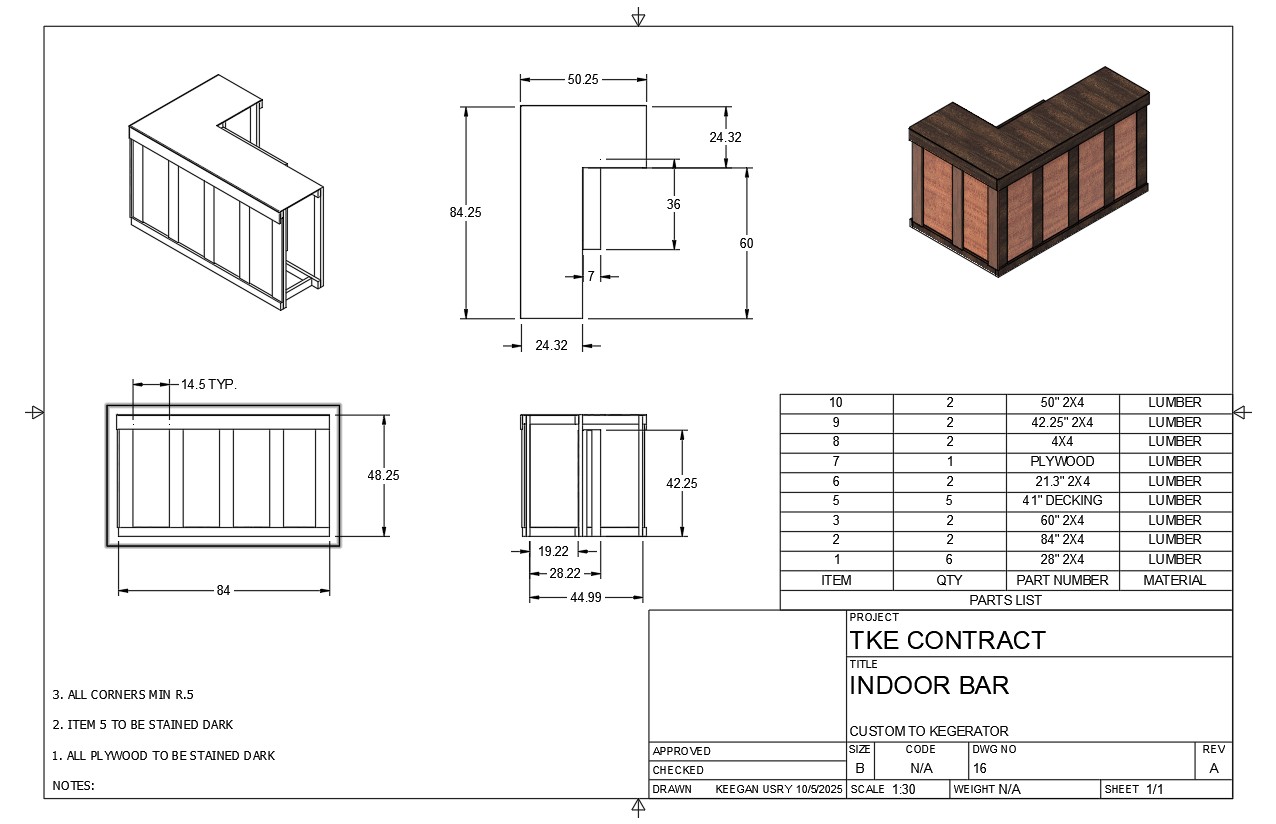 50.25
24.32
84.25
36
60
7
24.32
14.5 TYP.
48.25
84
42.25
19.22
28.22
44.99
10 2 50" 2X4 LUMBER
9 2 42.25" 2X4 LUMBER
8 2 4X4 LUMBER
7 1 PLYWOOD LUMBER
6 2 21.3" 2X4 LUMBER
5 5 41" DECKING LUMBER
3 2 60" 2X4 LUMBER
2 2 84" 2X4 LUMBER
1 6 28" 2X4 LUMBER
ITEM QTY PART NUMBER MATERIAL
PARTS LIST
3. ALL CORNERS MIN R.5
2. ITEM 5 TO BE STAINED DARK
1. ALL PLYWOOD TO BE STAINED DARK
NOTES:
PROJECT
TKE CONTRACT
TITLE
INDOOR BAR
CUSTOM TO KEGERATOR
APPROVED
CHECKED
DRAWN KEEGAN USRY 10/5/2025
SIZE CODE DWG NO REV
B N/A 16 A
SCALE 1:30 WEIGHT N/A SHEET 1/1